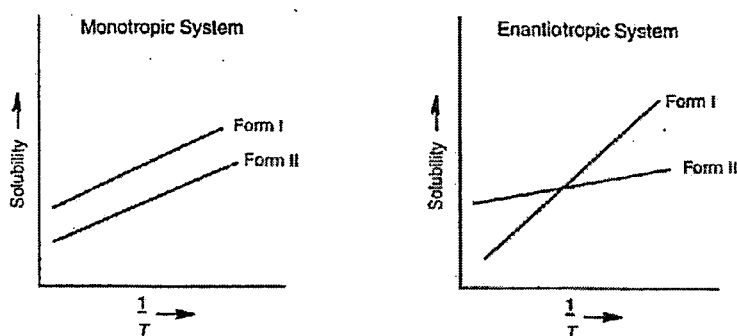 Monotropic System
Solubility
Form I
Form II
1
T
Enantiotropic System
Solubility
Form I
Form II
1
T